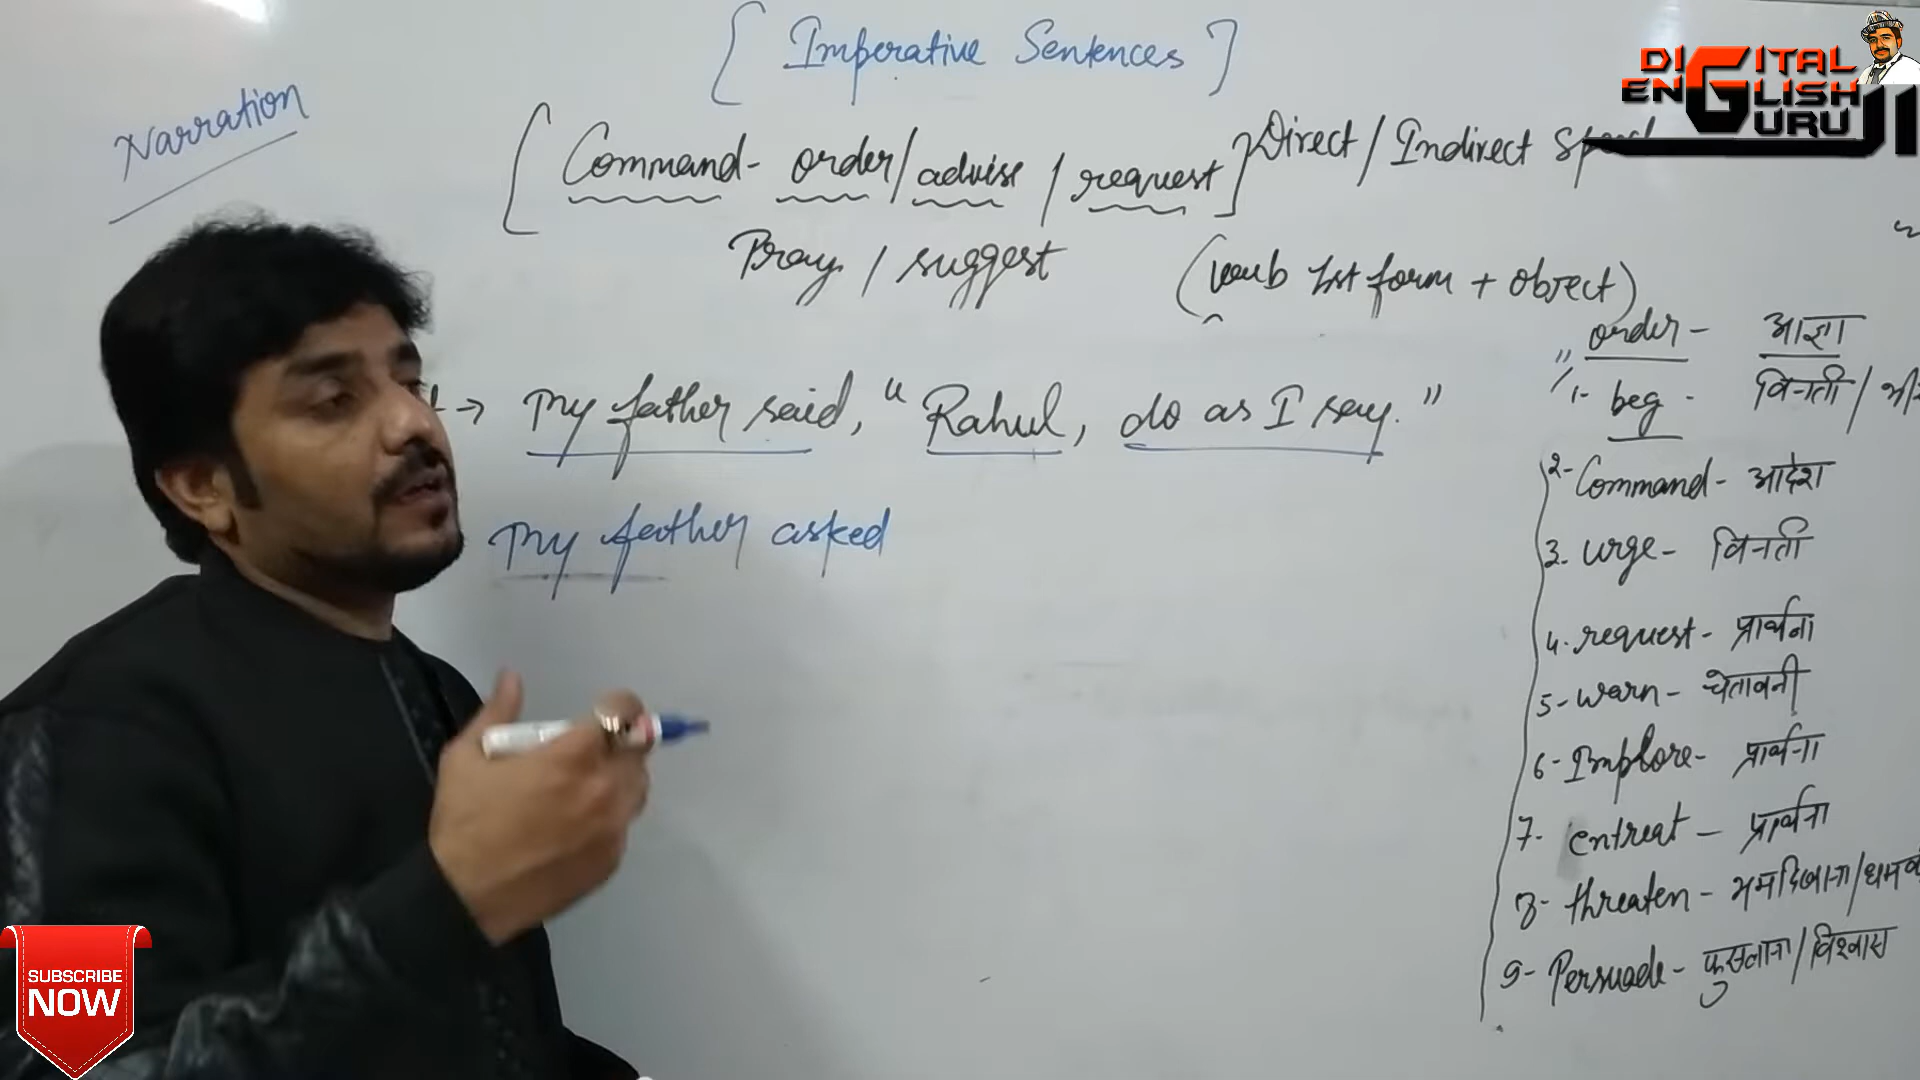 [ Imperative Sentences ]
Narration
[ Command- order/ advise / request ] Direct / Indirect
Pray / suggest
(verb Ist form + object)
→ My father said, " Rahul, do as I say. "
My father asked
order - आज्ञा
1- beg - विनती /
2- Command - आदेश
3. urge - विनती
4. request - प्रार्थना
5- warn - चेतावनी
6- Implore - प्रार्थना
7- entreat - प्रार्थना
8- threaten -
9- Persuade - फुसलाना / विश्वास
DIGITAL
ENGLISH
GURUJI
SUBSCRIBE
NOW